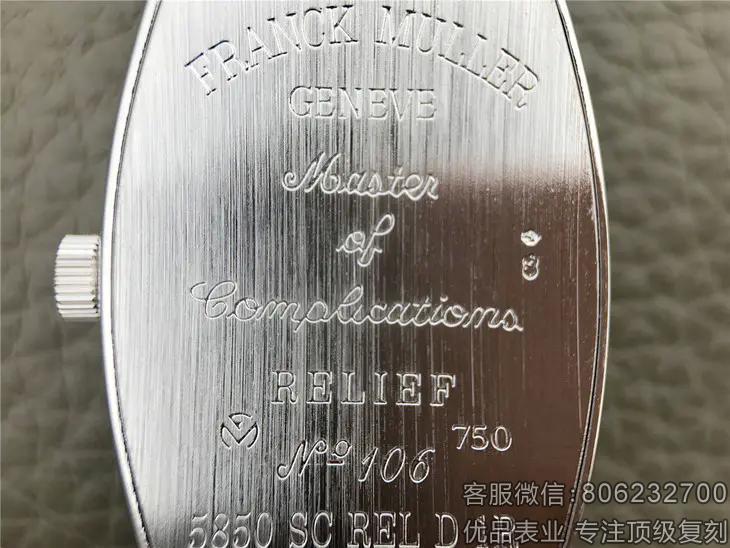 FRANCK MULLER
GENEVE
Master
of
Complications
RELIEF
750
Nº 106
5850 SC REL D 1R
客服微信:806232700
优品表业 专注顶级复刻